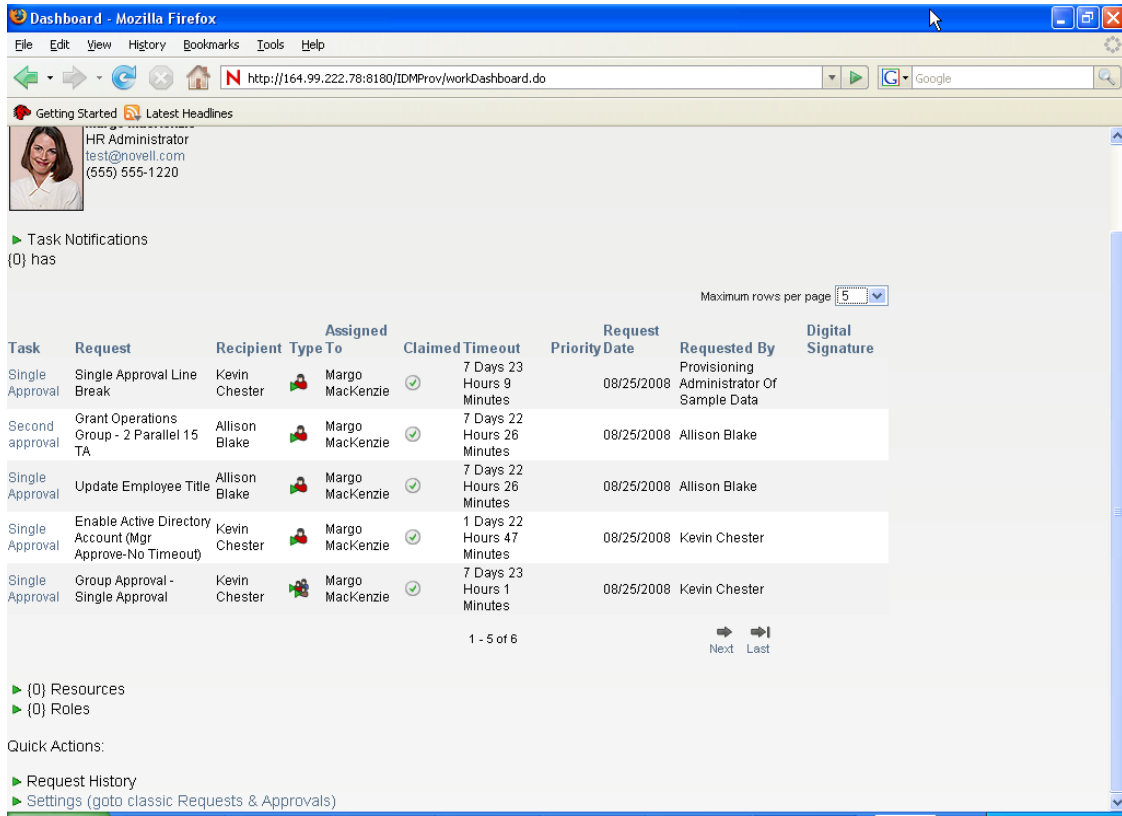 Dashboard - Mozilla Firefox
File Edit View History Bookmarks Tools Help
http://164.99.222.78:8180/IDMProv/workDashboard.do
G Google
Getting Started Latest Headlines
Margo MacKenzie
HR Administrator
test@novell.com
(555) 555-1220
Task Notifications
{0} has
Maximum rows per page 5
Task Request Recipient Type Assigned To Claimed Timeout Priority Request Date Requested By Digital Signature
Single Approval Single Approval Line Break Kevin Chester Margo MacKenzie 7 Days 23 Hours 9 Minutes 08/25/2008 Provisioning Administrator Of Sample Data
Second approval Grant Operations Group - 2 Parallel 15 TA Allison Blake Margo MacKenzie 7 Days 22 Hours 26 Minutes 08/25/2008 Allison Blake
Single Approval Update Employee Title Allison Blake Margo MacKenzie 7 Days 22 Hours 26 Minutes 08/25/2008 Allison Blake
Single Approval Enable Active Directory Account (Mgr Approve-No Timeout) Kevin Chester Margo MacKenzie 1 Days 22 Hours 47 Minutes 08/25/2008 Kevin Chester
Single Approval Group Approval - Single Approval Kevin Chester Margo MacKenzie 7 Days 23 Hours 1 Minutes 08/25/2008 Kevin Chester
1 - 5 of 6
Next Last
{0} Resources
{0} Roles
Quick Actions:
Request History
Settings (goto classic Requests & Approvals)